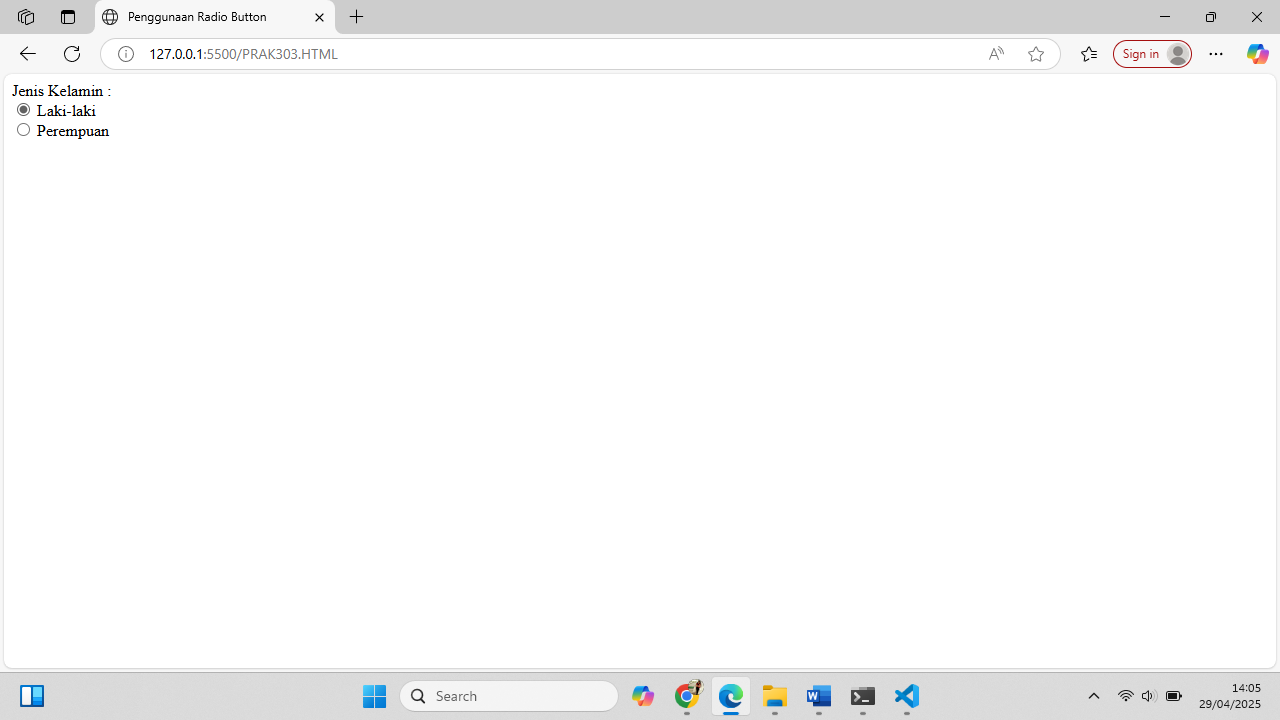 Penggunaan Radio Button
127.0.0.1:5500/PRAK303.HTML
Sign in
Jenis Kelamin :
Laki-laki
Perempuan
Search
14:05
29/04/2025